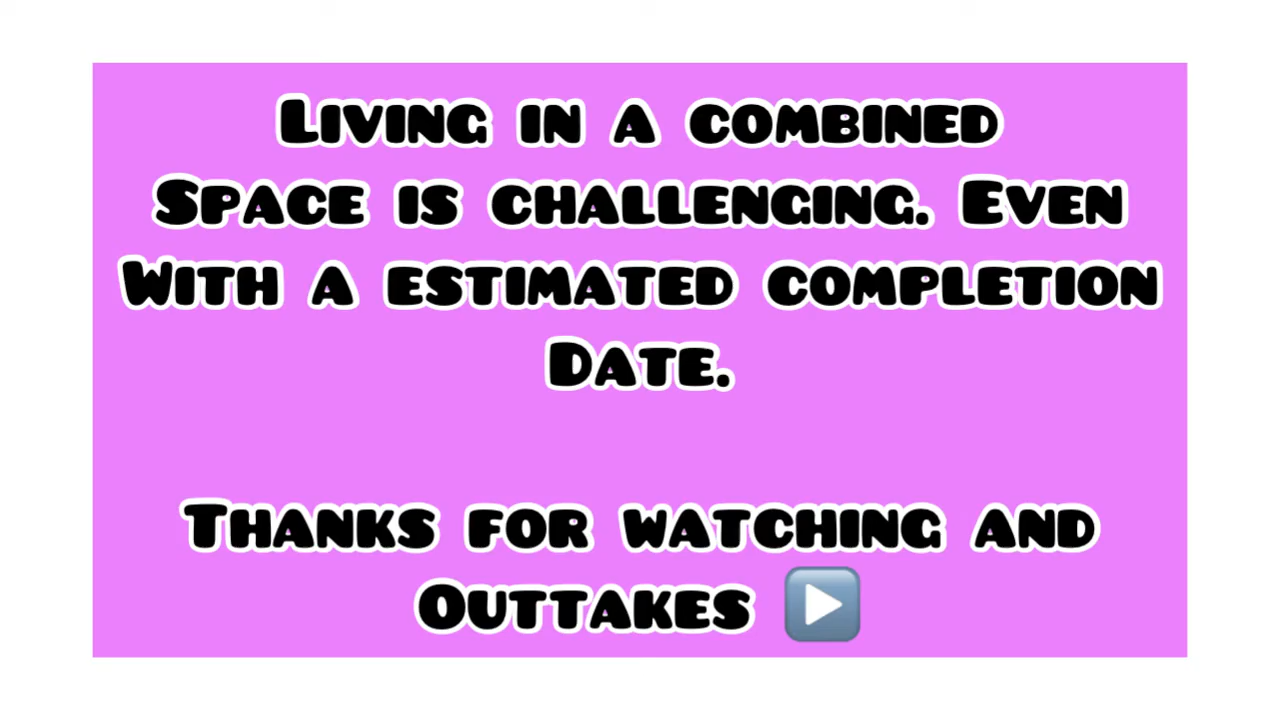 Living in a combined
Space is challenging. Even
With a estimated completion
Date.
Thanks for watching and
Outtakes ▶️